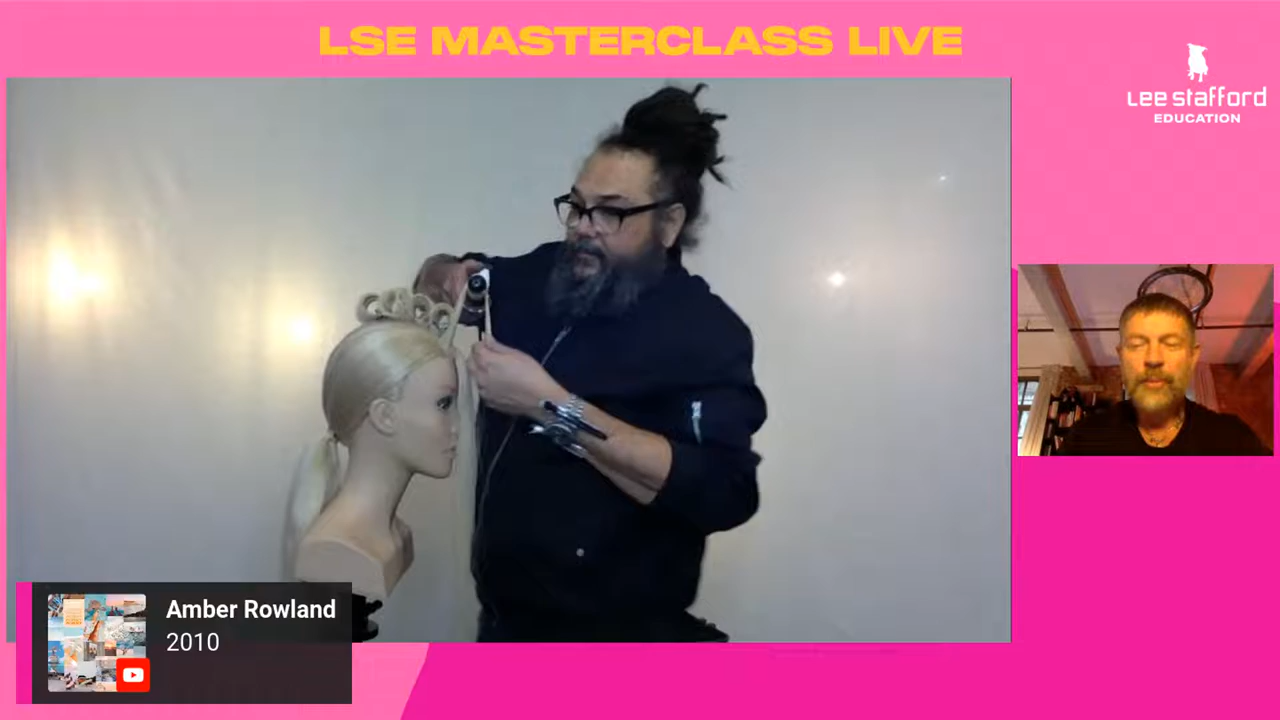 LSE MASTERCLASS LIVE
Lee stafford
EDUCATION
Amber Rowland
2010